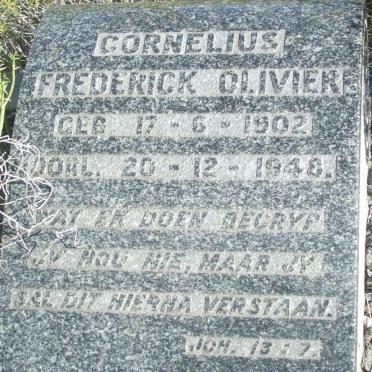 CORNELIUS
FREDERICK OLIVIER
GEB 17 - 6 - 1902
OORL. 20 - 12 - 1948.
WAT EK DOEN BEGRYP
JY NOU NIE, MAAR JY
SAL DIT HIERNA VERSTAAN.
JOH. 13 - 7.